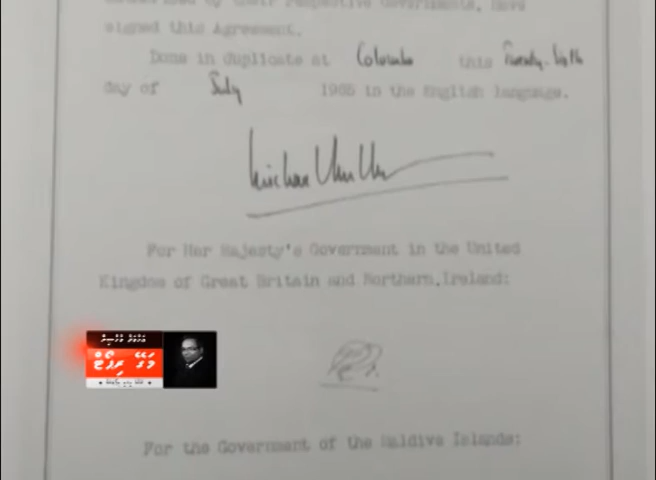 signed this Agreement.
Done in duplicate at Colombo this Twenty-sixth
day of July 1965 in the English language.
For Her Majesty's Government in the United
Kingdom of Great Britain and Northern Ireland:
މަގޭ ރިޕޯޓް
For the Government of the Maldive Islands: